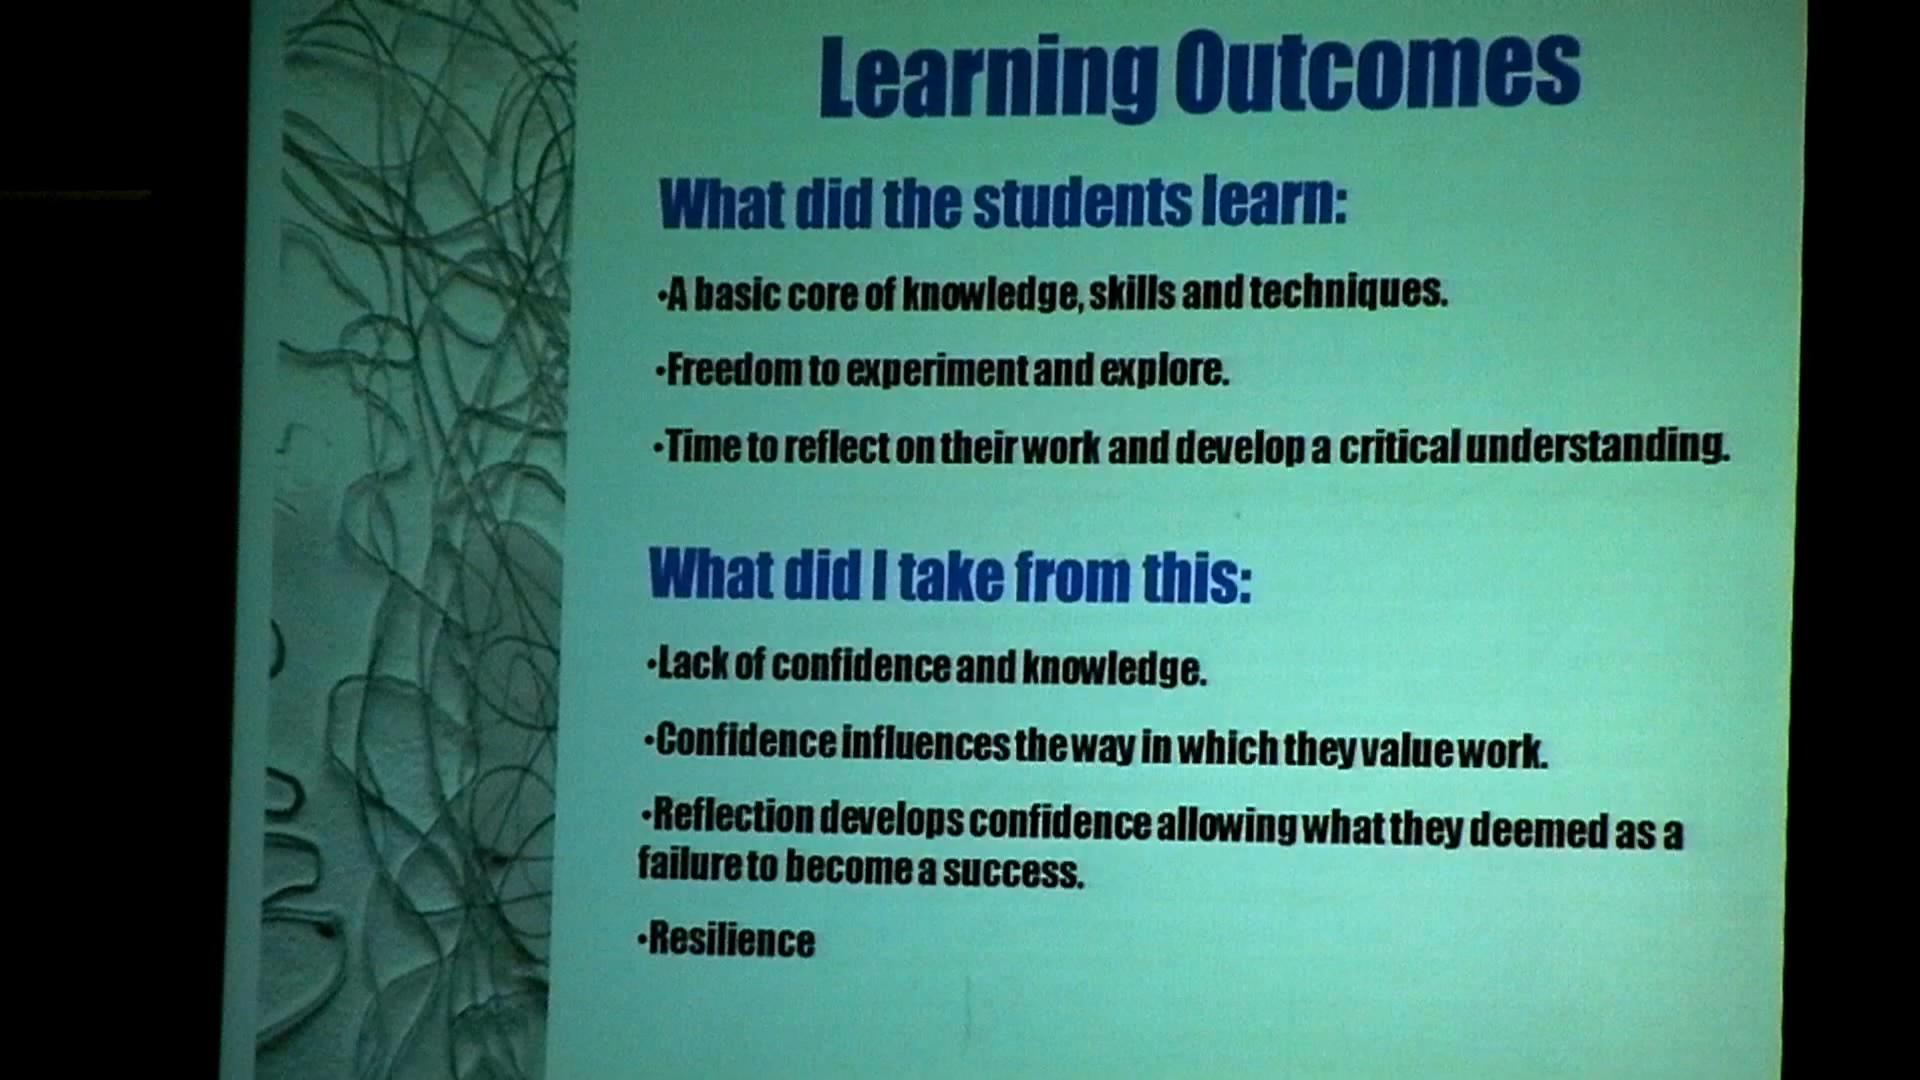 Learning Outcomes
What did the students learn:
•A basic core of knowledge, skills and techniques.
•Freedom to experiment and explore.
•Time to reflect on their work and develop a critical understanding.
What did I take from this:
•Lack of confidence and knowledge.
•Confidence influences the way in which they value work.
•Reflection develops confidence allowing what they deemed as a
failure to become a success.
•Resilience